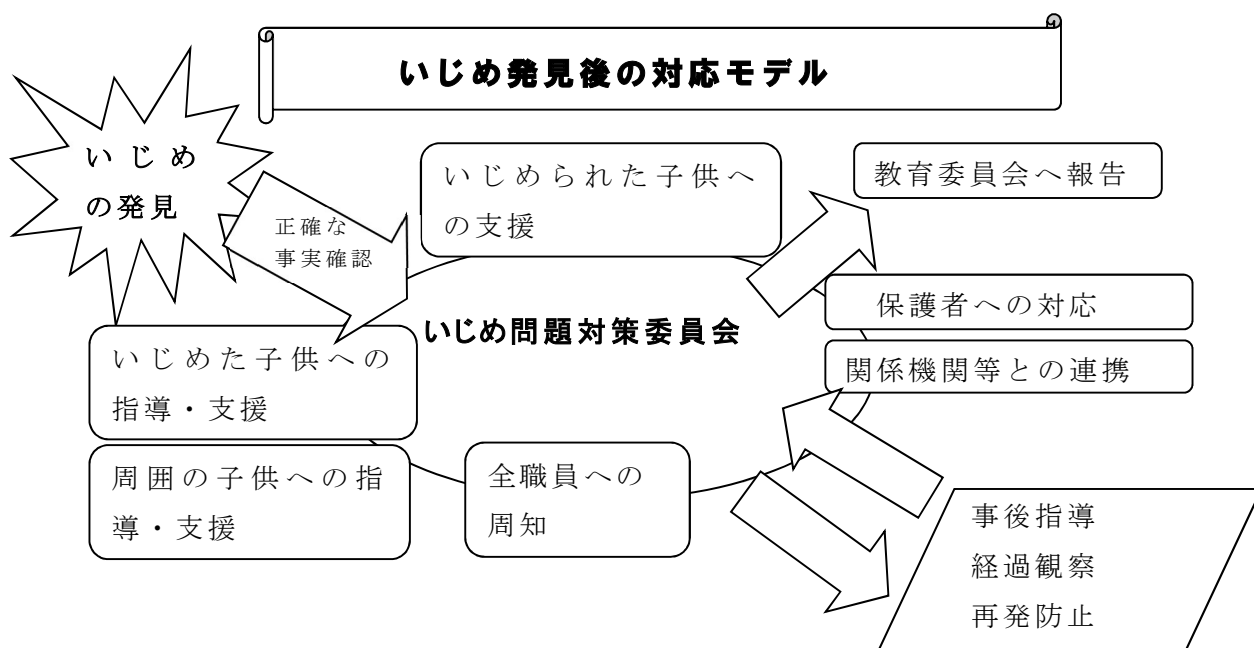 いじめ発見後の対応モデル
いじめ
の発見
正確な
事実確認
いじめられた子供へ
の支援
教育委員会へ報告
保護者への対応
関係機関等との連携
いじめ問題対策委員会
いじめた子供への
指導・支援
周囲の子供への指
導・支援
全職員への
周知
事後指導
経過観察
再発防止